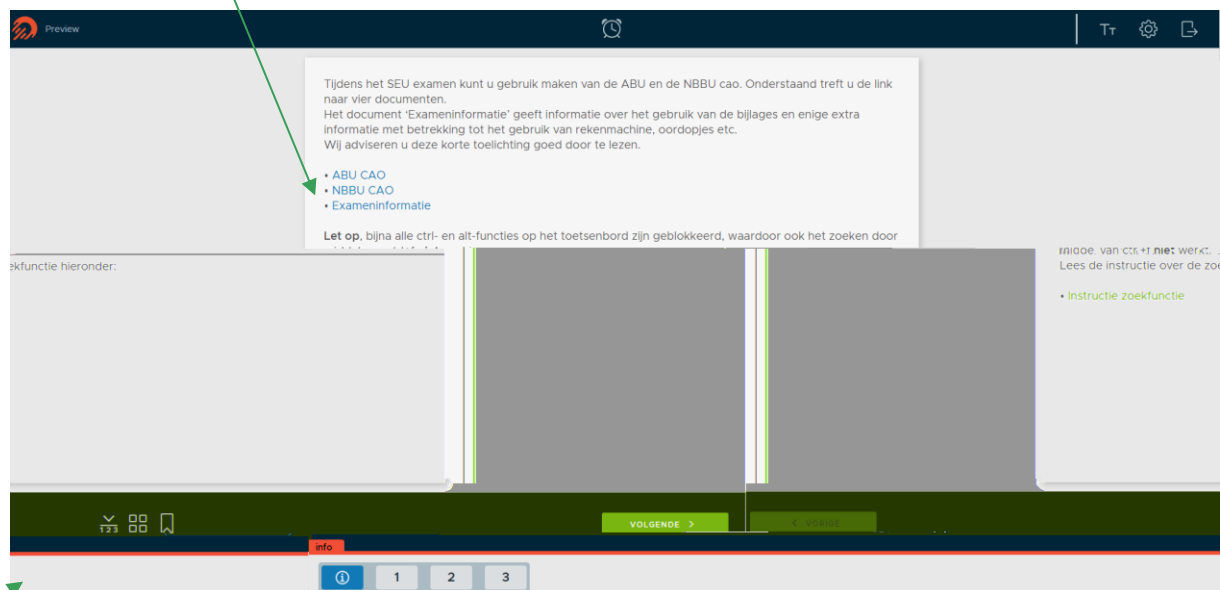 Preview
Tт
Tijdens het SEU examen kunt u gebruik maken van de ABU en de NBBU cao. Onderstaand treft u de link
naar vier documenten.
Het document 'Exameninformatie' geeft informatie over het gebruik van de bijlages en enige extra
informatie met betrekking tot het gebruik van rekenmachine, oordopjes etc.
Wij adviseren u deze korte toelichting goed door te lezen.
• ABU CAO
• NBBU CAO
• Exameninformatie
Let op, bijna alle ctrl- en alt-functies op het toetsenbord zijn geblokkeerd, waardoor ook het zoeken door
van ctrl+f niet werkt.
ekfunctie hieronder:
Lees de instructie over de zoe
• Instructie zoekfunctie
123
VOLGENDE >
< VORIGE
info
1 2 3